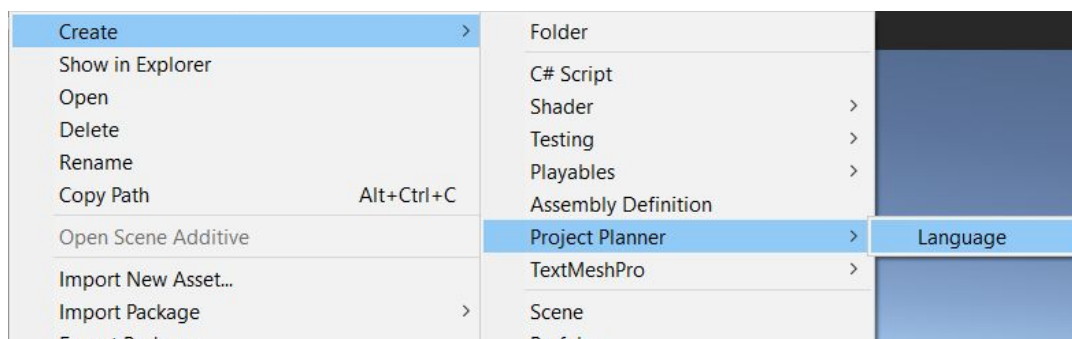 Create
Show in Explorer
Open
Delete
Rename
Copy Path Alt+Ctrl+C
Open Scene Additive
Import New Asset...
Import Package
Folder
C# Script
Shader
Testing
Playables
Assembly Definition
Project Planner
TextMeshPro
Scene
Language